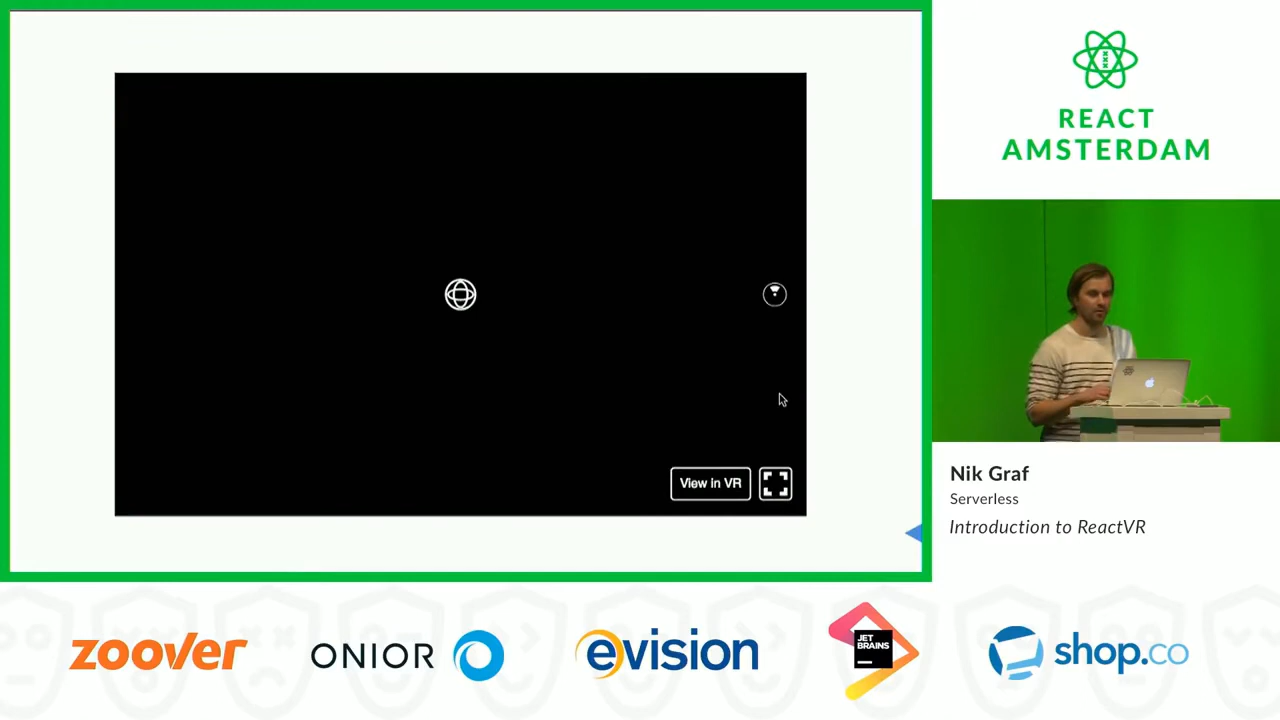 View in VR
REACT
AMSTERDAM
Nik Graf
Serverless
Introduction to ReactVR
zoover
ONIOR
evision
JET
BRAINS
shop.co